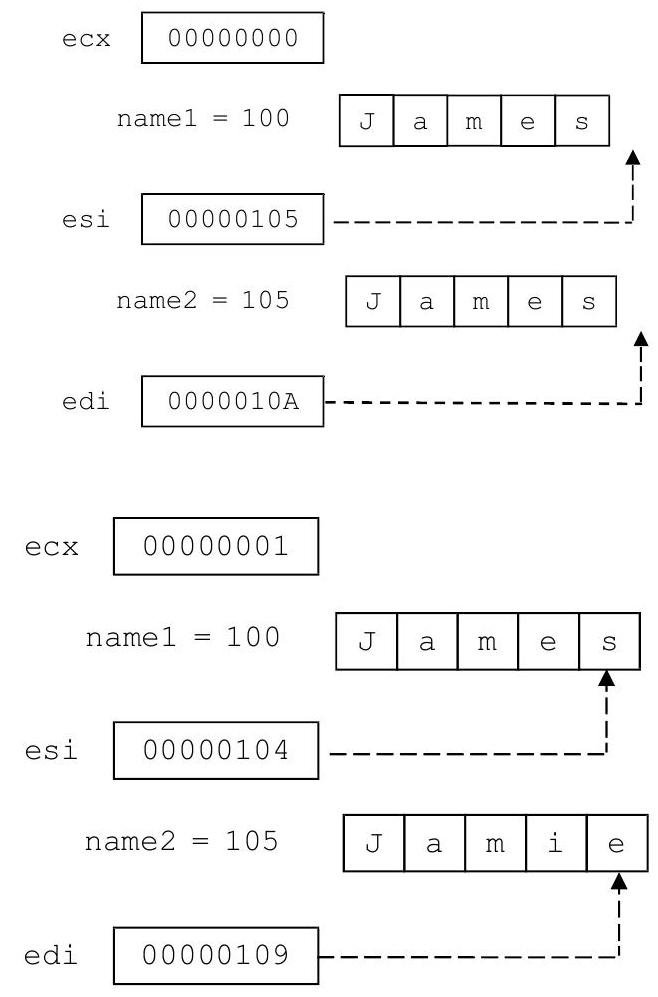 ecx 00000000
name1 = 100 J a m e s
esi 00000105
name2 = 105 J a m e s
edi 0000010A
ecx 00000001
name1 = 100 J a m e s
esi 00000104
name2 = 105 J a m i e
edi 00000109